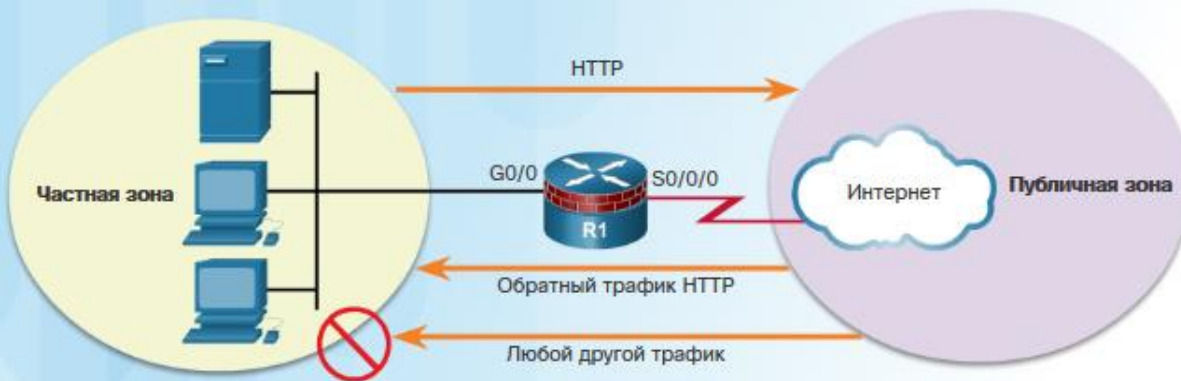 HTTP
Частная зона
G0/0
S0/0/0
R1
Интернет
Публичная зона
Обратный трафик HTTP
Любой другой трафик